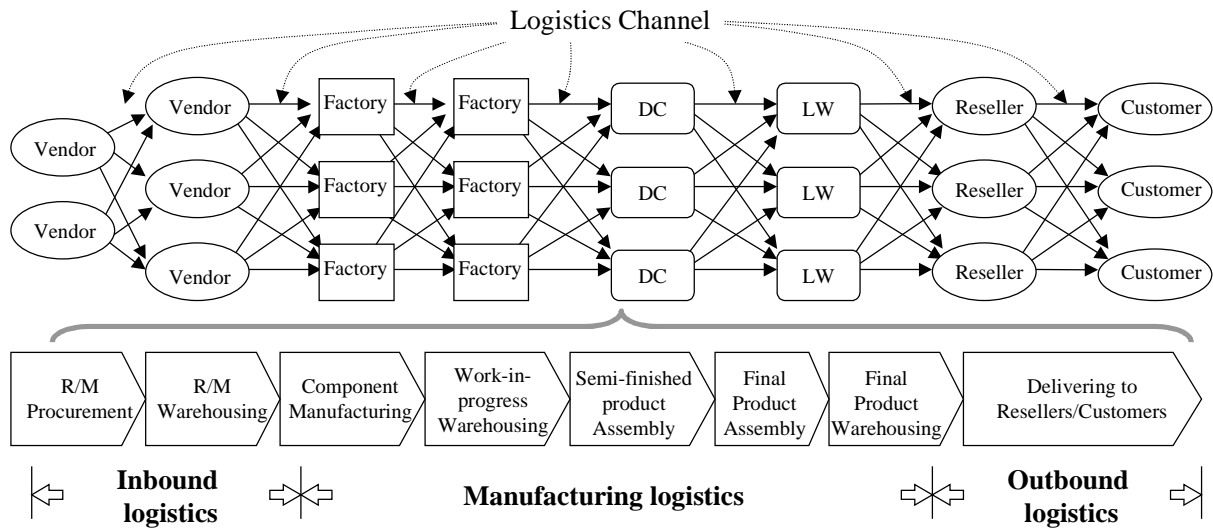 Logistics Channel
Vendor
Vendor
Vendor
Vendor
Vendor
Factory
Factory
Factory
Factory
Factory
Factory
DC
DC
DC
LW
LW
LW
Reseller
Reseller
Reseller
Customer
Customer
Customer
R/M
Procurement
R/M
Warehousing
Component
Manufacturing
Work-in-
progress
Warehousing
Semi-finished
product
Assembly
Final
Product
Assembly
Final
Product
Warehousing
Delivering to
Resellers/Customers
Inbound
logistics
Manufacturing logistics
Outbound
logistics